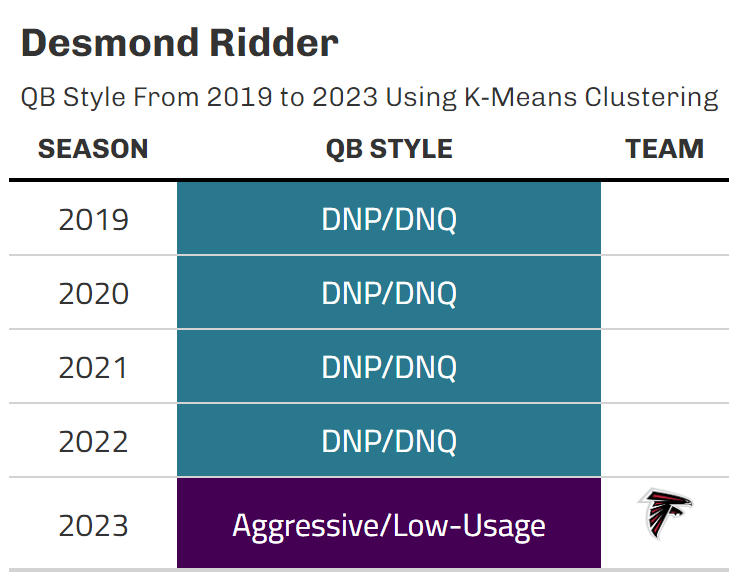 Desmond Ridder
QB Style From 2019 to 2023 Using K-Means Clustering
SEASON QB STYLE TEAM
2019 DNP/DNQ
2020 DNP/DNQ
2021 DNP/DNQ
2022 DNP/DNQ
2023 Aggressive/Low-Usage